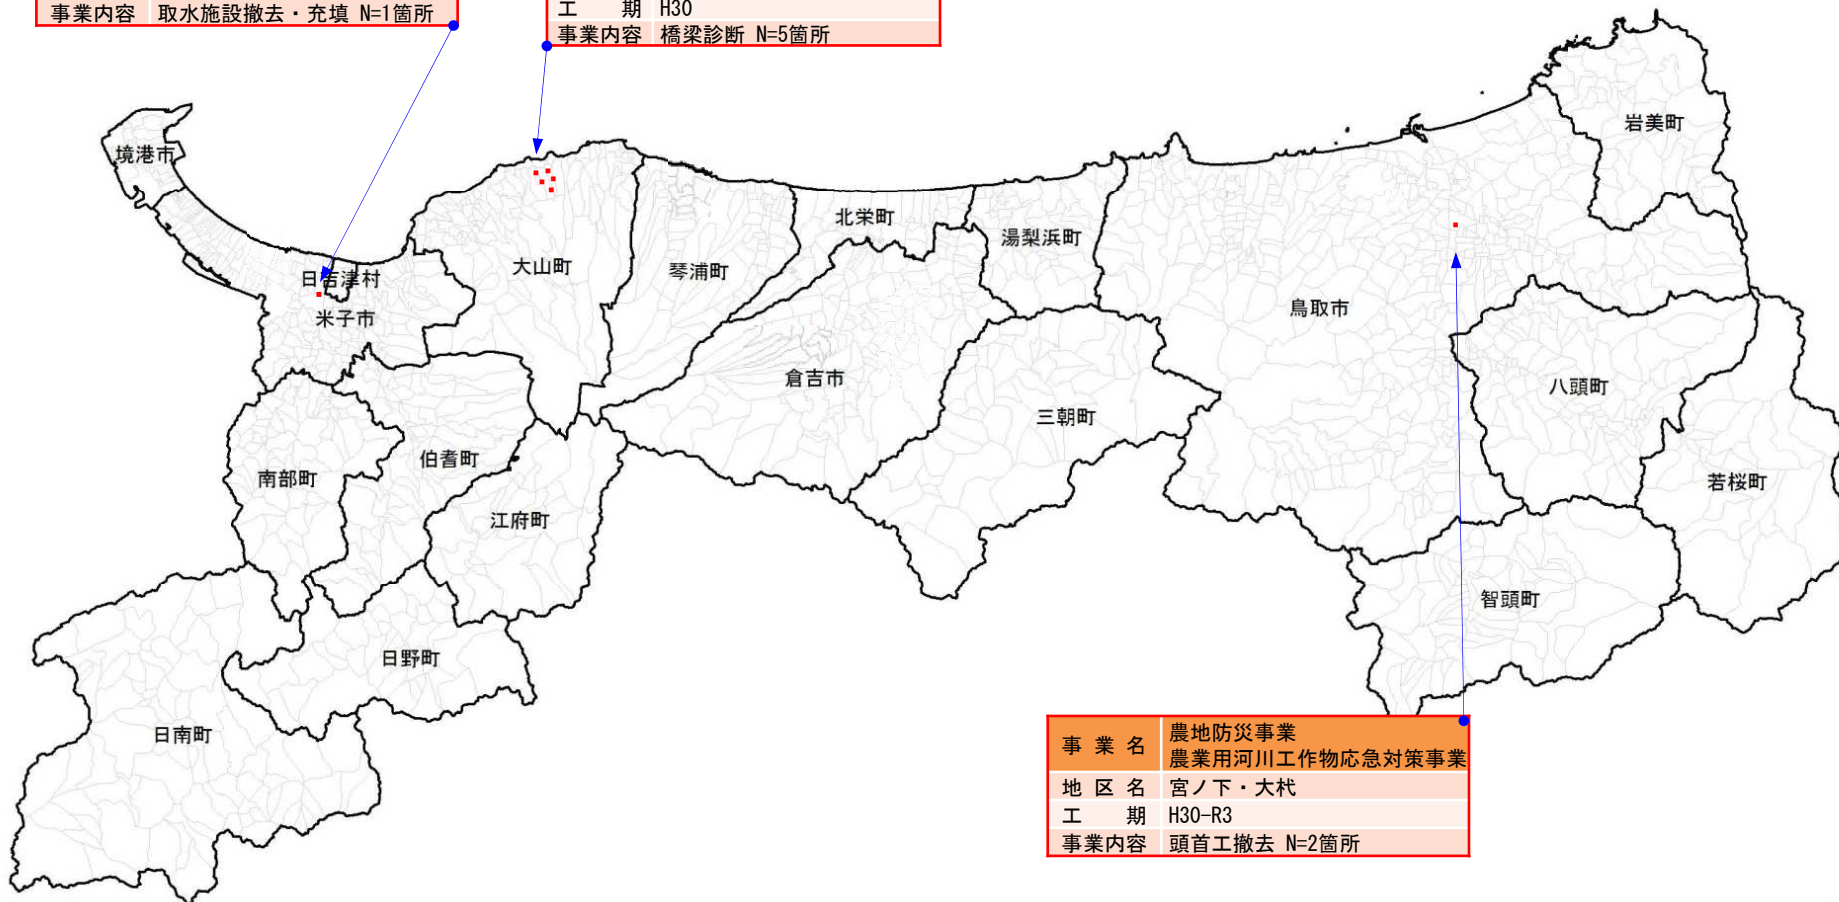 事業内容 取水施設撤去・充填 N=1箇所
工　期 H30
事業内容 橋梁診断 N=5箇所
岩美町
境港市
北栄町
湯梨浜町
大山町
琴浦町
日吉津村
米子市
鳥取市
倉吉市
八頭町
三朝町
伯耆町
南部町
若桜町
江府町
智頭町
日野町
日南町
事業名 農地防災事業
農業用河川工作物応急対策事業
地区名 宮ノ下・大杙
工　期 H30-R3
事業内容 頭首工撤去 N=2箇所